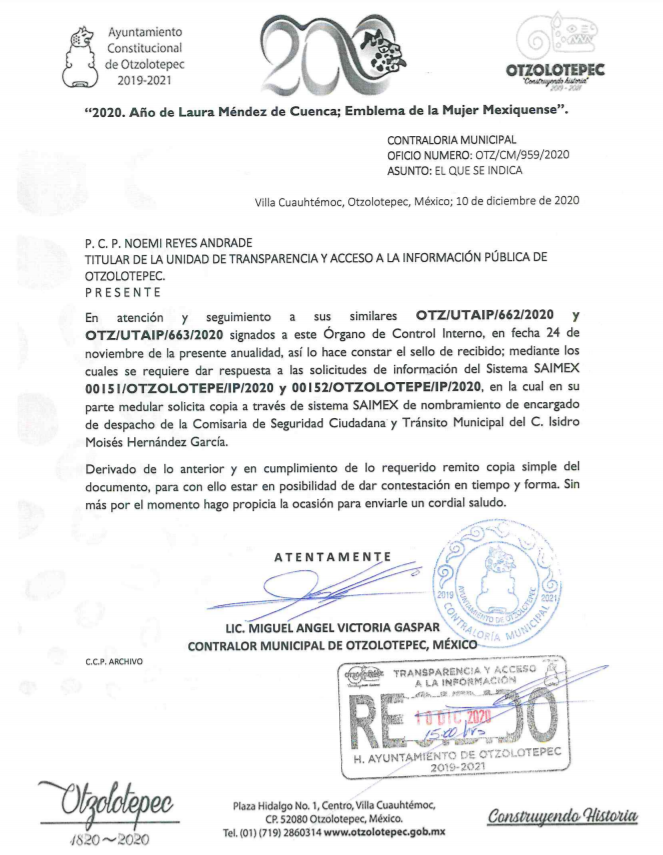 Ayuntamiento
Constitucional
de Otzolotepec
2019-2021
200
OTZOLOTEPEC
"Construyendo historia"
2019 - 2021
"2020. Año de Laura Méndez de Cuenca; Emblema de la Mujer Mexiquense".
CONTRALORIA MUNICIPAL
OFICIO NUMERO: OTZ/CM/959/2020
ASUNTO: EL QUE SE INDICA
Villa Cuauhtémoc, Otzolotepec, México; 10 de diciembre de 2020
P. C. P. NOEMI REYES ANDRADE
TITULAR DE LA UNIDAD DE TRANSPARENCIA Y ACCESO A LA INFORMACIÓN PÚBLICA DE
OTZOLOTEPEC.
P R E S E N T E
En atención y seguimiento a sus similares OTZ/UTAIP/662/2020 y
OTZ/UTAIP/663/2020 signados a este Órgano de Control Interno, en fecha 24 de
noviembre de la presente anualidad, así lo hace constar el sello de recibido; mediante los
cuales se requiere dar respuesta a las solicitudes de información del Sistema SAIMEX
00151/OTZOLOTEPE/IP/2020 y 00152/OTZOLOTEPE/IP/2020, en la cual en su
parte medular solicita copia a través de sistema SAIMEX de nombramiento de encargado
de despacho de la Comisaria de Seguridad Ciudadana y Tránsito Municipal del C. Isidro
Moisés Hernández García.
Derivado de lo anterior y en cumplimiento de lo requerido remito copia simple del
documento, para con ello estar en posibilidad de dar contestación en tiempo y forma. Sin
más por el momento hago propicia la ocasión para enviarle un cordial saludo.
A T E N T A M E N T E
2019 AYUNTAMIENTO DE OTZOLOTEPEC 2021
CONTRALORÍA MUNICIPAL
LIC. MIGUEL ANGEL VICTORIA GASPAR
CONTRALOR MUNICIPAL DE OTZOLOTEPEC, MÉXICO
C.C.P. ARCHIVO
TRANSPARENCIA Y ACCESO
A LA INFORMACIÓN
RECIBIDO
10 DIC 2020
15:00 hrs
H. AYUNTAMIENTO DE OTZOLOTEPEC
2019-2021
Otzolotepec
1820~2020
Plaza Hidalgo No. 1, Centro, Villa Cuauhtémoc,
CP. 52080 Otzolotepec, México.
Tel. (01) (719) 2860314 www.otzolotepec.gob.mx
Construyendo Historia